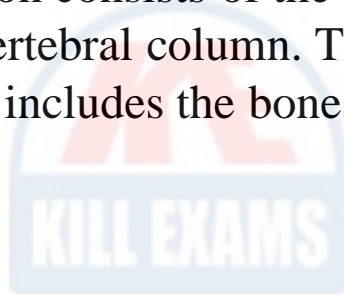 on consists of the
ertebral column. T
includes the bone
KILL EXAMS